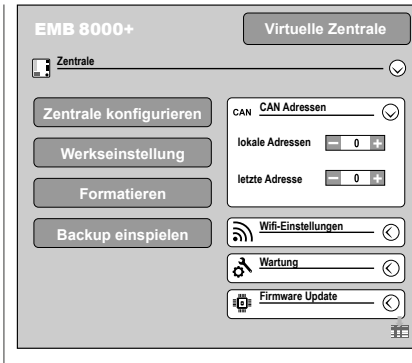 EMB 8000+
Virtuelle Zentrale
Zentrale
Zentrale konfigurieren
Werkseinstellung
Formatieren
Backup einspielen
CAN CAN Adressen
lokale Adressen − 0 +
letzte Adresse − 0 +
Wifi-Einstellungen
Wartung
Firmware Update